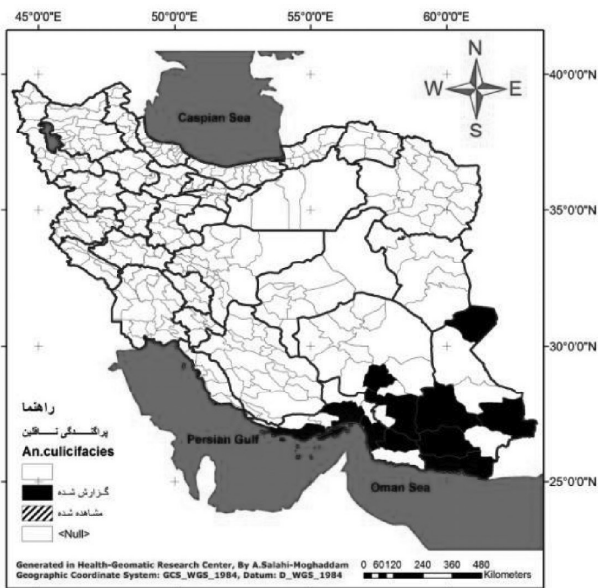 45°0'0"E 50°0'0"E 55°0'0"E 60°0'0"E
N
W E
S
40°0'0"N
Caspian Sea
35°0'0"N
30°0'0"N
راهنما
پراکندگی ناقلین
An.culicifacies
گزارش شده
مشاهده شده
<Null>
Persian Gulf
Oman Sea
25°0'0"N
Generated in Health-Geomatic Research Center, By A.Salahi-Moghaddam
Geographic Coordinate System: GCS_WGS_1984, Datum: D_WGS_1984
0 60 120 240 360 480
Kilometers